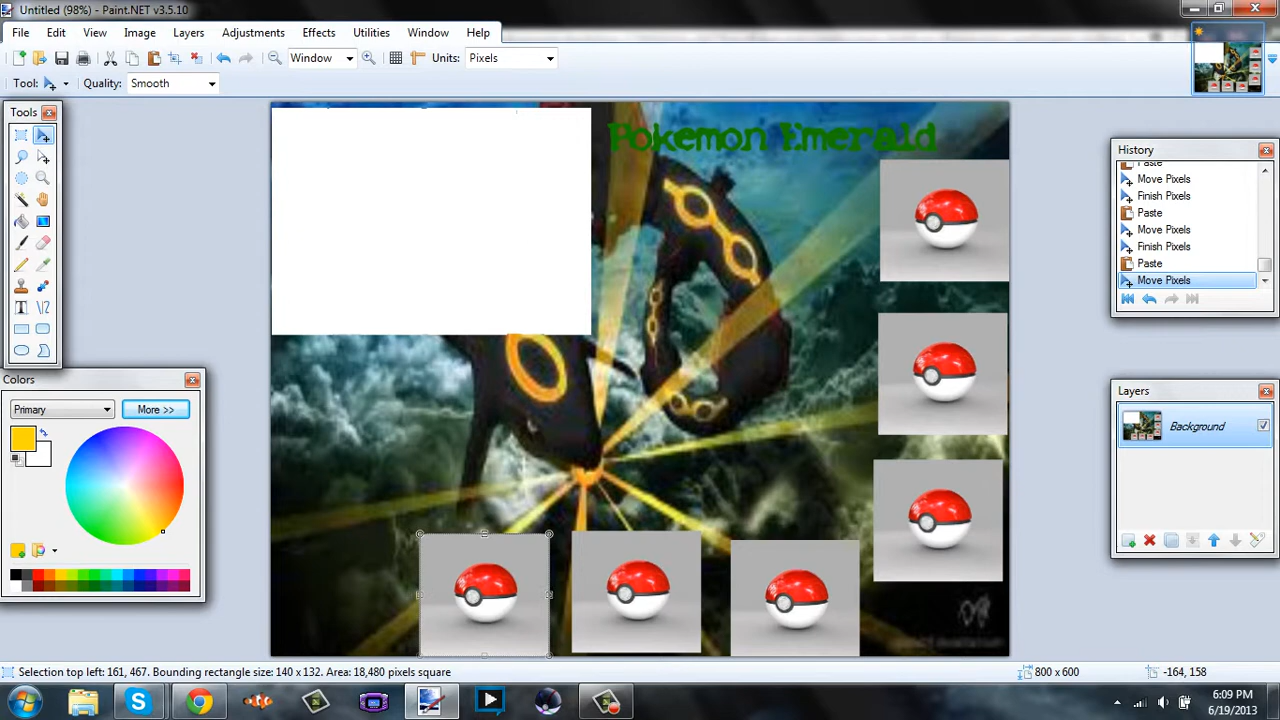 Untitled (98%) - Paint.NET v3.5.10
File Edit View Image Layers Effects Adjustments Utilities Window Help
Window Units: Pixels
Tool: Quality: Smooth
Tools
Pokemon Emerald
History
Paste
Move Pixels
Finish Pixels
Paste
Move Pixels
Finish Pixels
Paste
Move Pixels
Colors
Primary More >>
Layers
Background
Selection top left: 161, 467. Bounding rectangle size: 140 x 132. Area: 18,480 pixels square
800 x 600
-164, 158
6:09 PM
6/19/2013